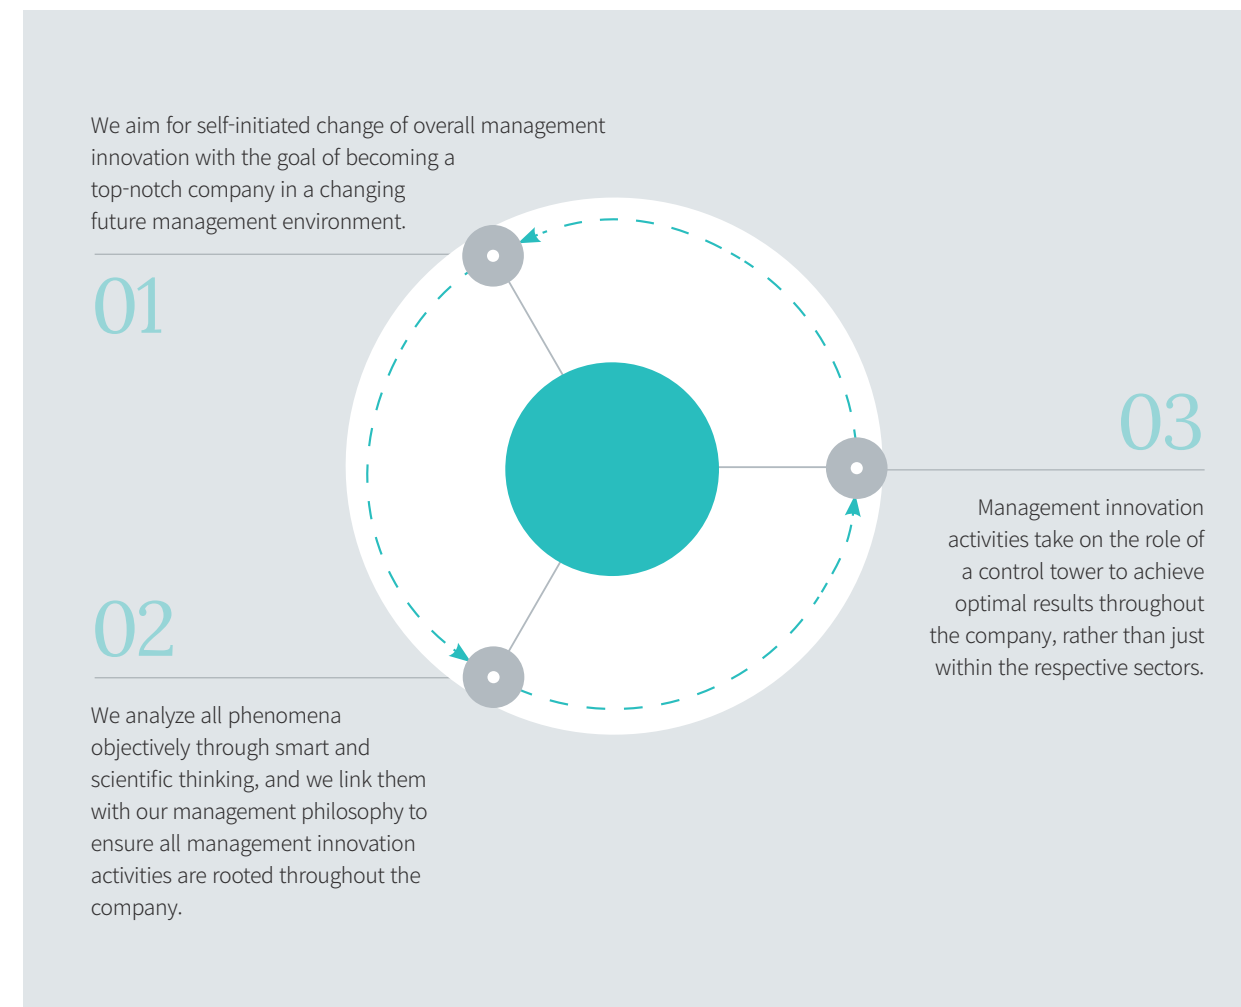 We aim for self-initiated change of overall management
innovation with the goal of becoming a
top-notch company in a changing
future management environment.
01
02
We analyze all phenomena
objectively through smart and
scientific thinking, and we link them
with our management philosophy to
ensure all management innovation
activities are rooted throughout the
company.
03
Management innovation
activities take on the role of
a control tower to achieve
optimal results throughout
the company, rather than just
within the respective sectors.